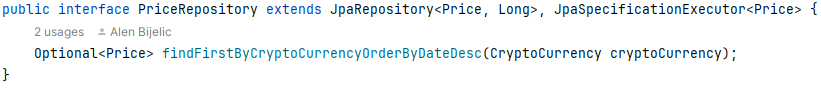 public interface PriceRepository extends JpaRepository<Price, Long>, JpaSpecificationExecutor<Price> {
2 usages Alen Bijelic
Optional<Price> findFirstByCryptoCurrencyOrderByDateDesc(CryptoCurrency cryptoCurrency);
}